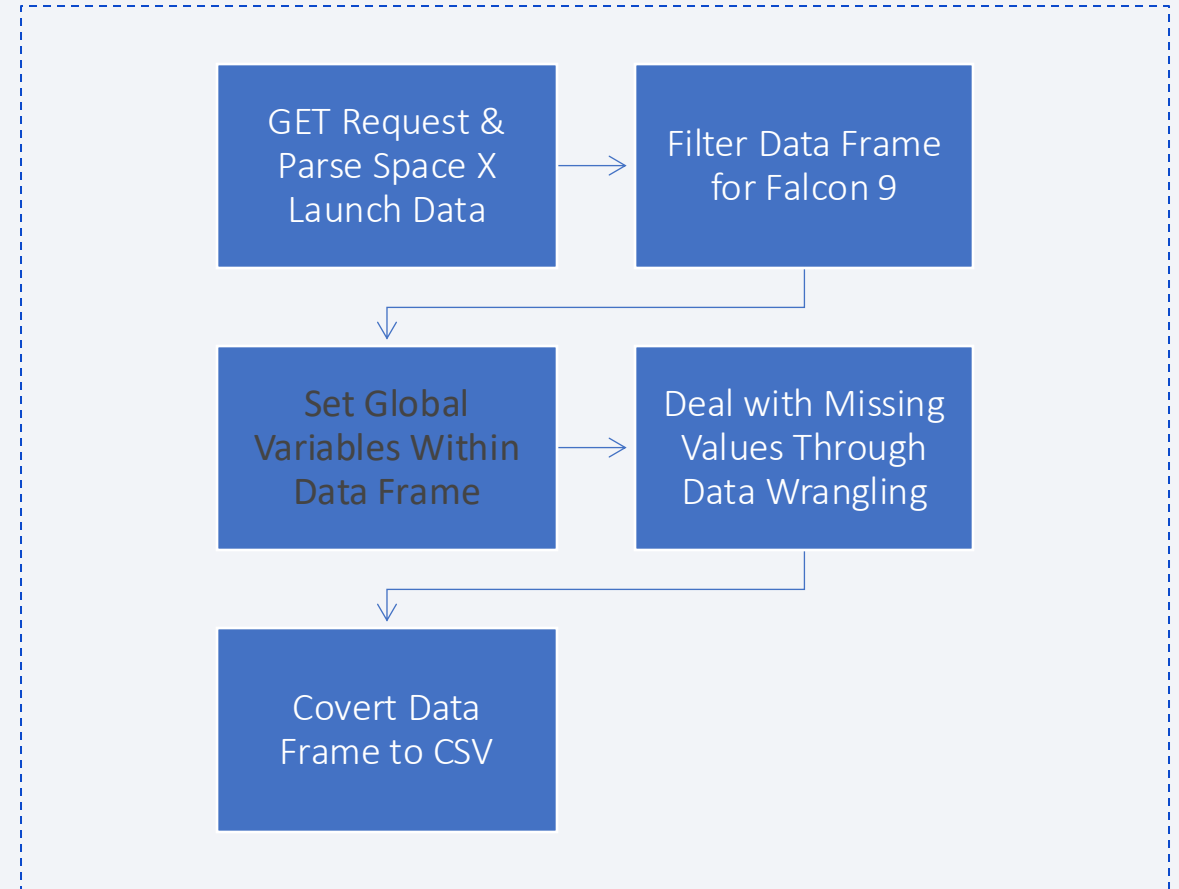 GET Request &
Parse Space X
Launch Data
Filter Data Frame
for Falcon 9
Set Global
Variables Within
Data Frame
Deal with Missing
Values Through
Data Wrangling
Covert Data
Frame to CSV